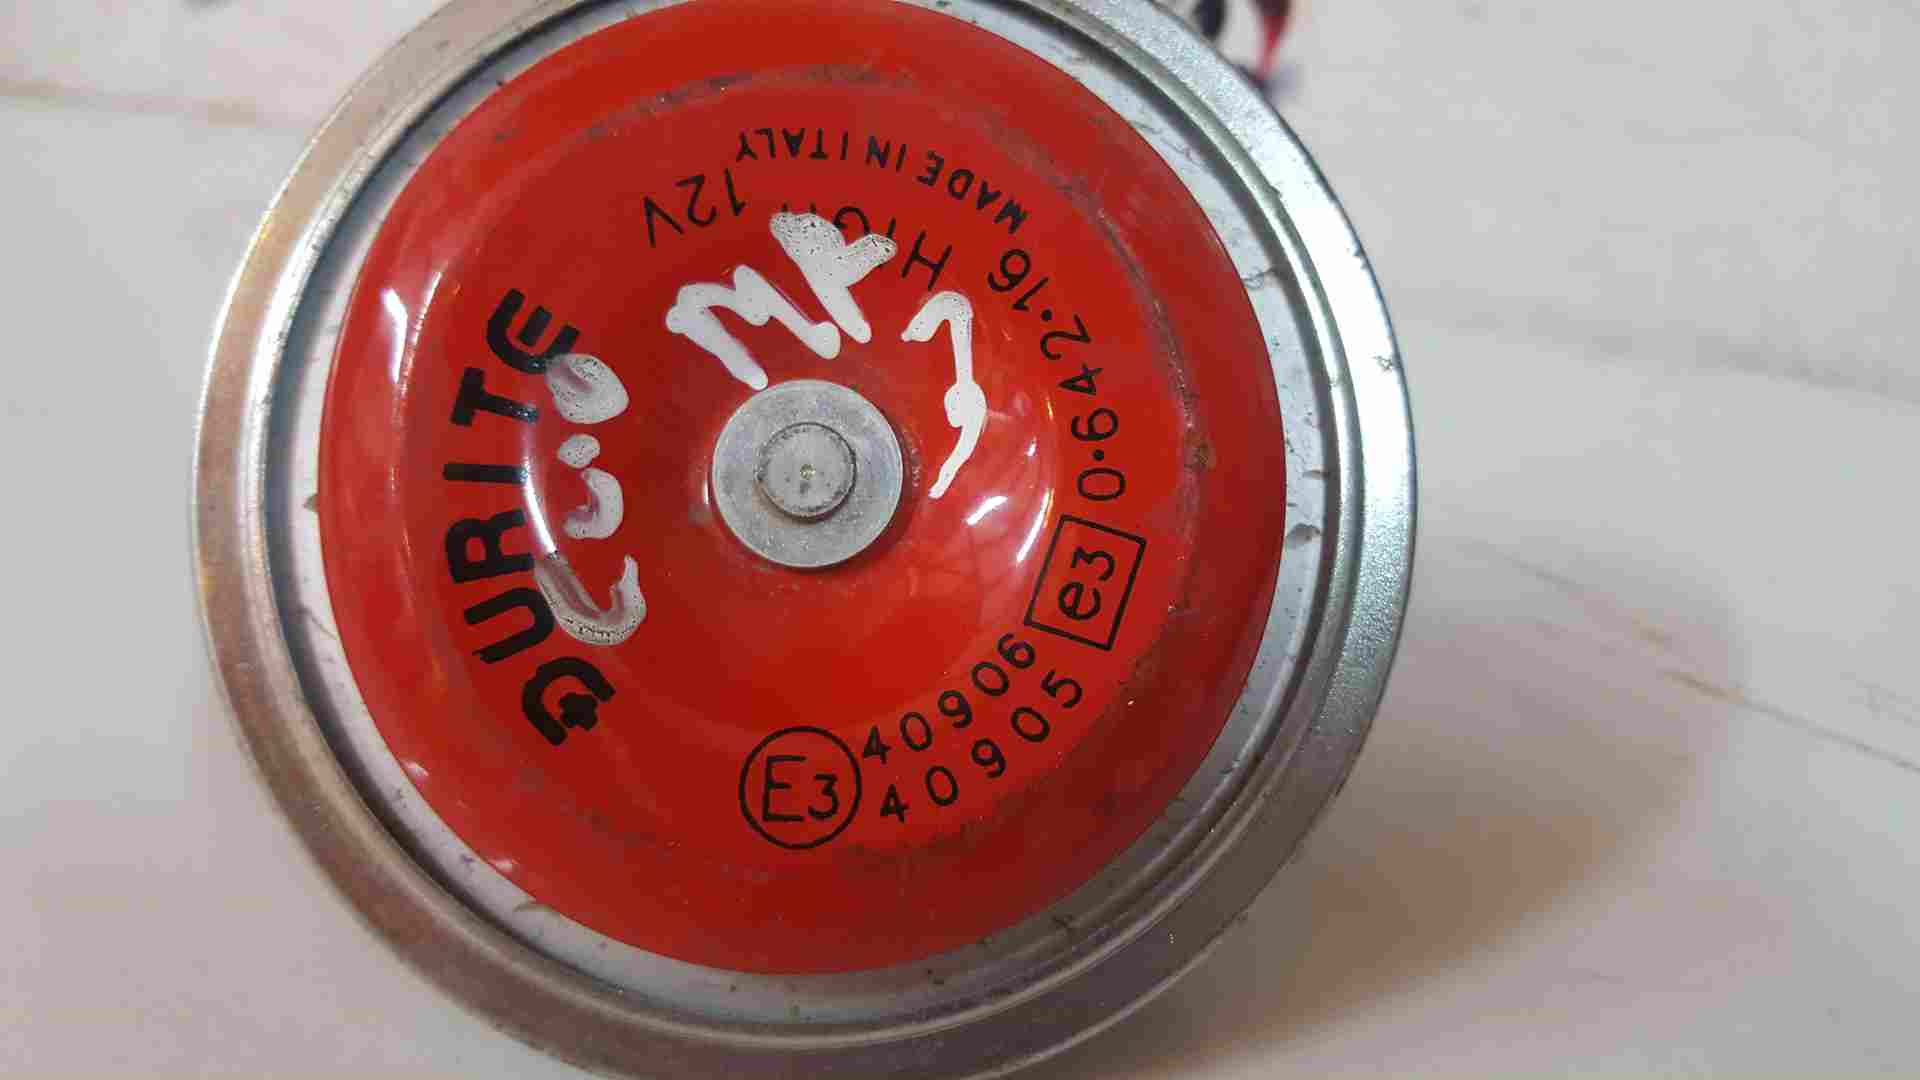 DURITE
HIGH 12V
MADE IN ITALY
0·642·16
e3
40906
40905
E3